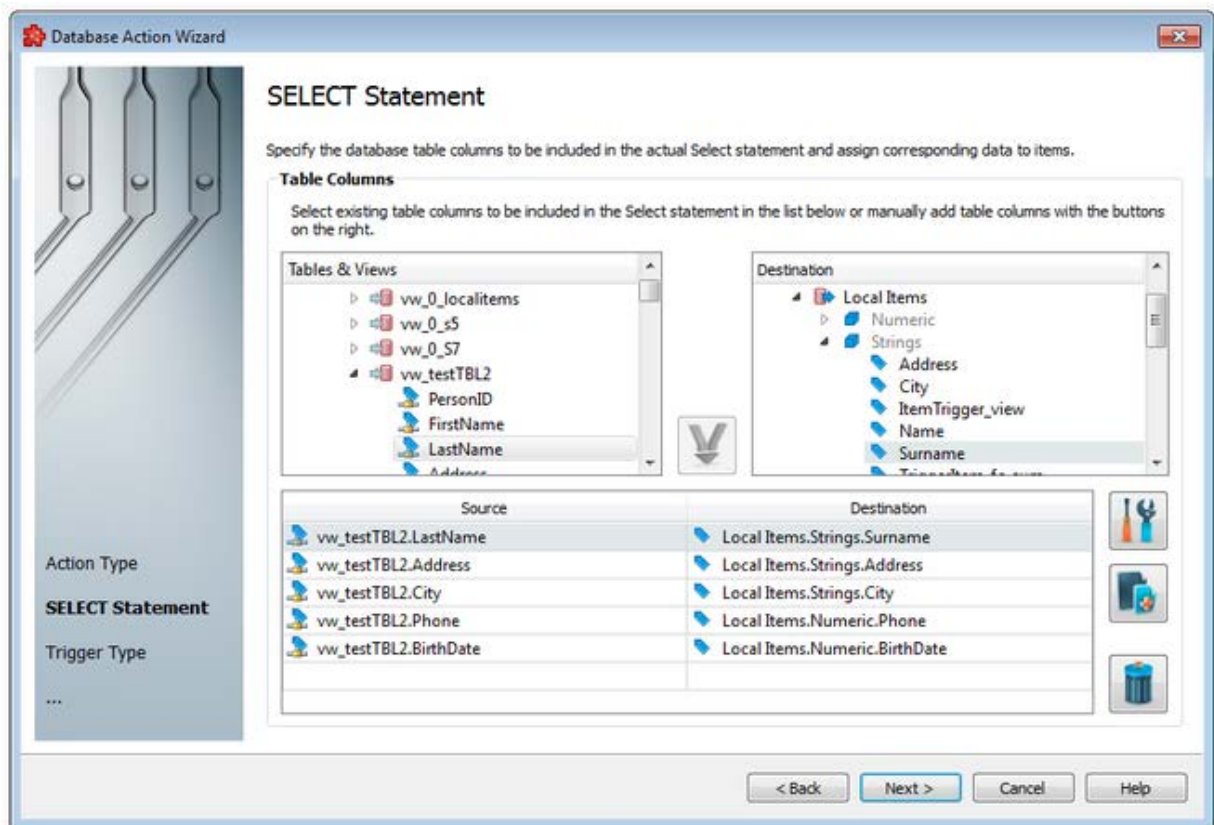 Database Action Wizard
SELECT Statement
Specify the database table columns to be included in the actual Select statement and assign corresponding data to items.
Table Columns
Select existing table columns to be included in the Select statement in the list below or manually add table columns with the buttons
on the right.
Tables & Views
vw_0_localitems
vw_0_s5
vw_0_S7
vw_testTBL2
PersonID
FirstName
LastName
Address
Destination
Local Items
Numeric
Strings
Address
City
ItemTrigger_view
Name
Surname
Source Destination
vw_testTBL2.LastName Local Items.Strings.Surname
vw_testTBL2.Address Local Items.Strings.Address
vw_testTBL2.City Local Items.Strings.City
vw_testTBL2.Phone Local Items.Numeric.Phone
vw_testTBL2.BirthDate Local Items.Numeric.BirthDate
Action Type
SELECT Statement
Trigger Type
...
< Back Next > Cancel Help